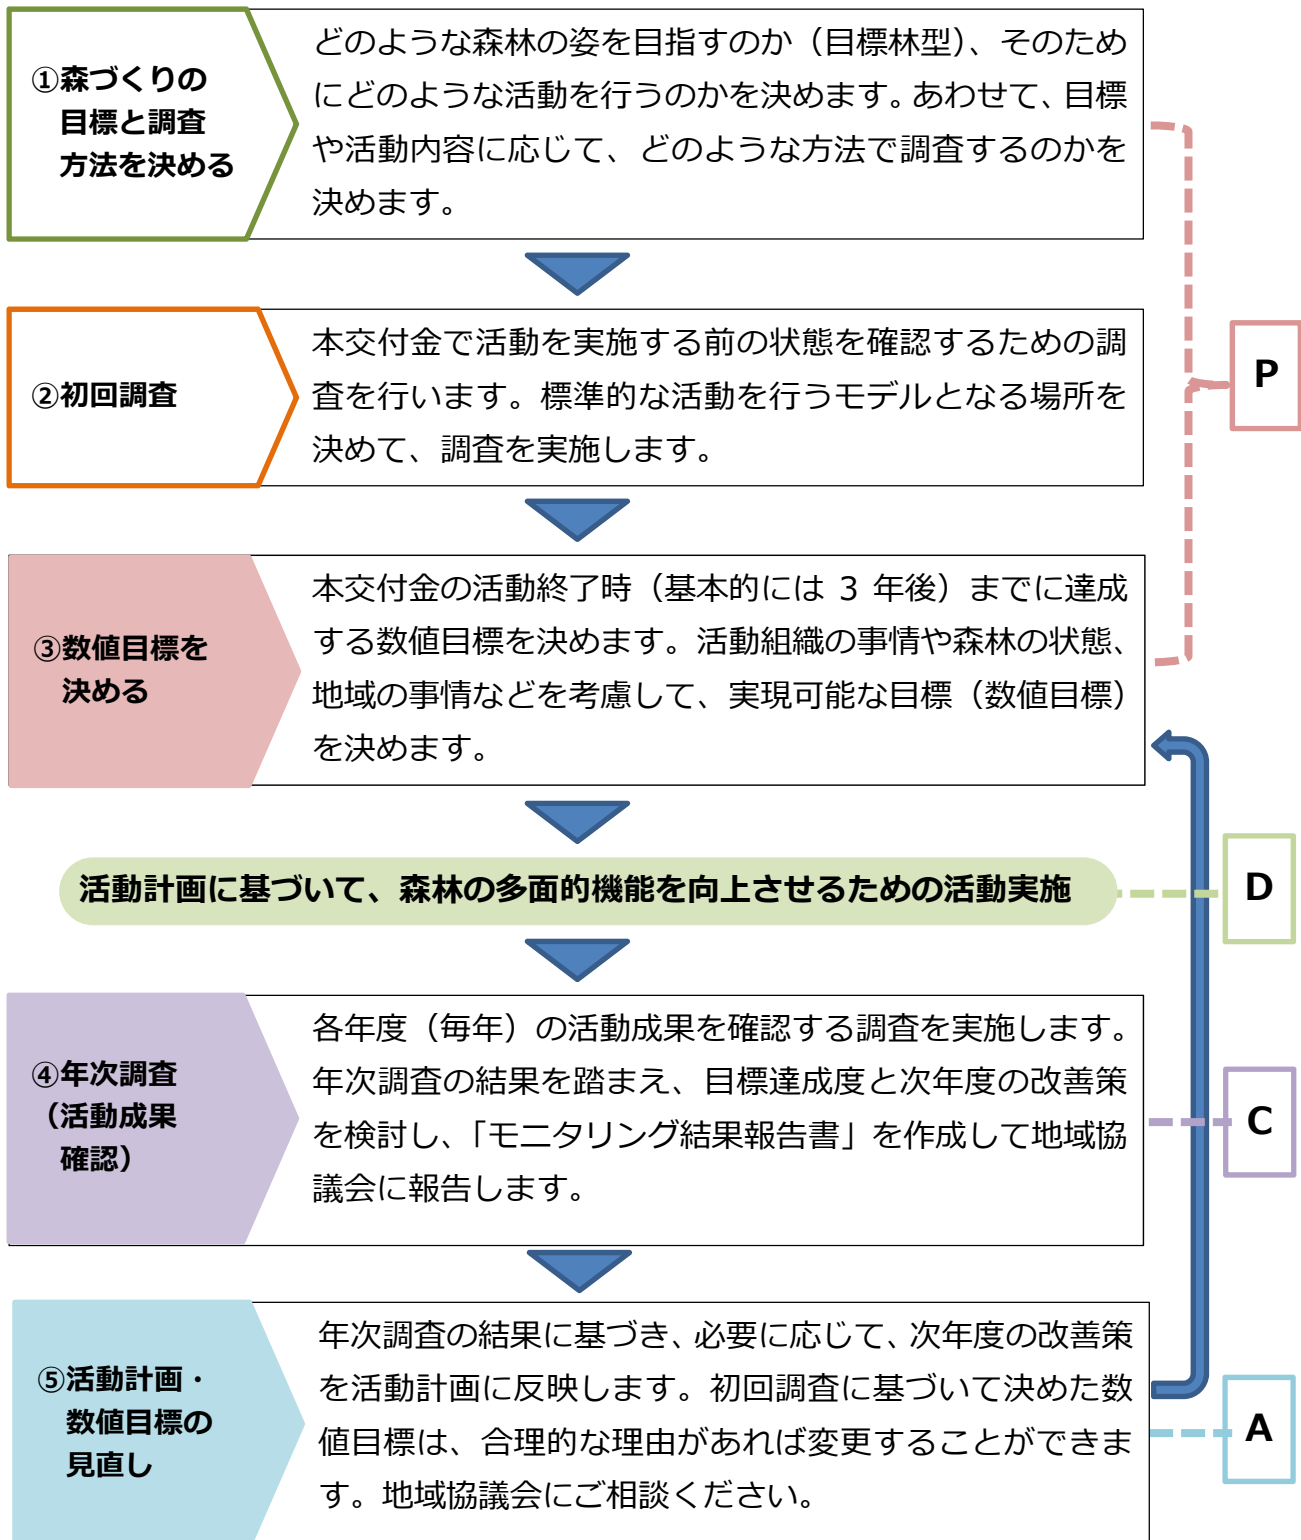 ①森づくりの
目標と調査
方法を決める
どのような森林の姿を目指すのか（目標林型）、そのため
にどのような活動を行うのかを決めます。あわせて、目標
や活動内容に応じて、どのような方法で調査するのかを
決めます。
②初回調査
本交付金で活動を実施する前の状態を確認するための調
査を行います。標準的な活動を行うモデルとなる場所を
決めて、調査を実施します。
P
③数値目標を
決める
本交付金の活動終了時（基本的には 3 年後）までに達成
する数値目標を決めます。活動組織の事情や森林の状態、
地域の事情などを考慮して、実現可能な目標（数値目標）
を決めます。
活動計画に基づいて、森林の多面的機能を向上させるための活動実施
D
④年次調査
（活動成果
確認）
各年度（毎年）の活動成果を確認する調査を実施します。
年次調査の結果を踏まえ、目標達成度と次年度の改善策
を検討し、「モニタリング結果報告書」を作成して地域協
議会に報告します。
C
⑤活動計画・
数値目標の
見直し
年次調査の結果に基づき、必要に応じて、次年度の改善策
を活動計画に反映します。初回調査に基づいて決めた数
値目標は、合理的な理由があれば変更することができま
す。地域協議会にご相談ください。
A